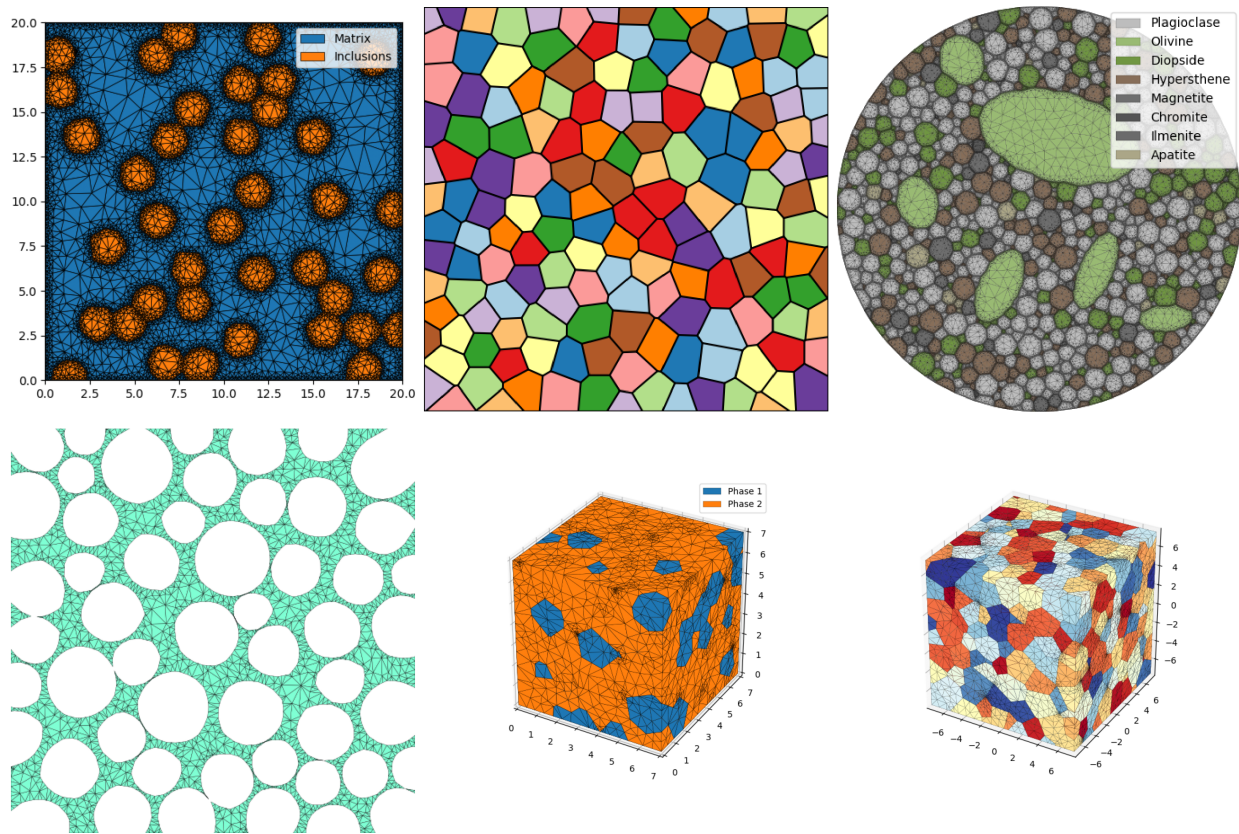 20.0
17.5
15.0
12.5
10.0
7.5
5.0
2.5
0.0
0.0 2.5 5.0 7.5 10.0 12.5 15.0 17.5 20.0
Matrix
Inclusions
Plagioclase
Olivine
Diopside
Hypersthene
Magnetite
Chromite
Ilmenite
Apatite
Phase 1
Phase 2
7
6
5
4
3
2
1
0
0 1 2 3 4 5 6 7
0 1 2 3 4 5 6 7
6
4
2
0
−2
−4
−6
−6 −4 −2 0 2 4 6
−6 −4 −2 0 2 4 6